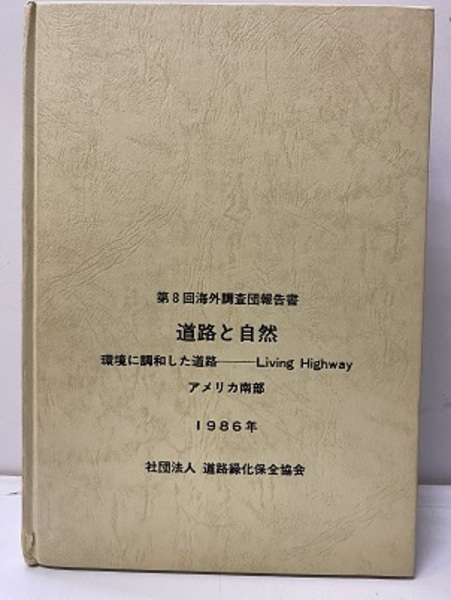 第8回海外調査団報告書
道路と自然
環境に調和した道路───Living Highway
アメリカ南部
1986年
社団法人 道路緑化保全協会